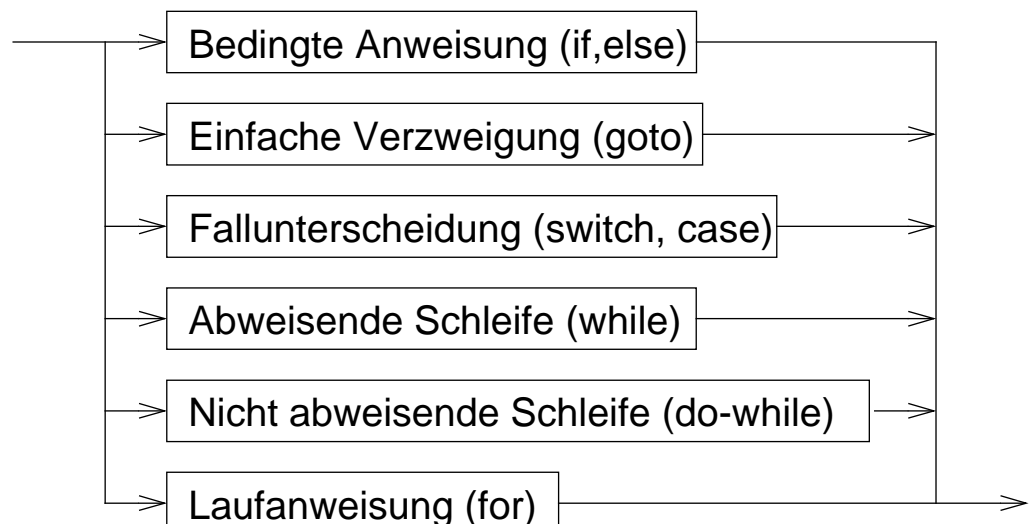 Bedingte Anweisung (if,else)
Einfache Verzweigung (goto)
Fallunterscheidung (switch, case)
Abweisende Schleife (while)
Nicht abweisende Schleife (do-while)
Laufanweisung (for)